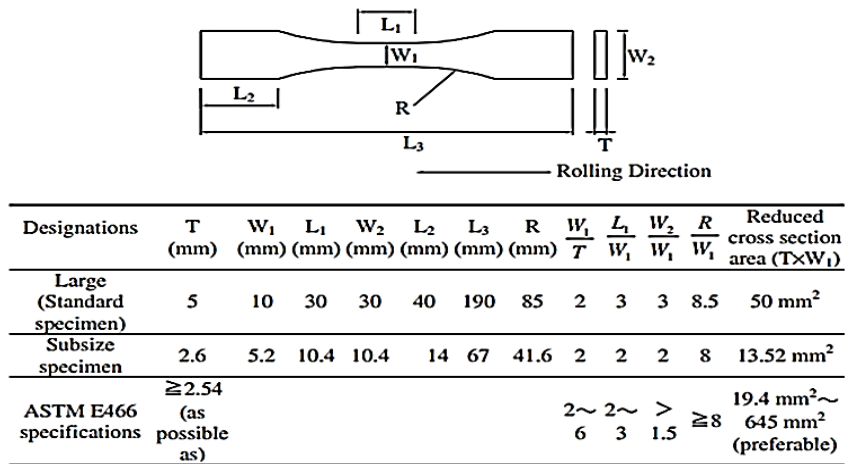 L₁
W₁
W₂
L₂
R
L₃
T
Rolling Direction
Designations T (mm) W₁ (mm) L₁ (mm) W₂ (mm) L₂ (mm) L₃ (mm) R (mm) W₁/T L₁/W₁ W₂/W₁ R/W₁ Reduced cross section area (T×W₁)
Large (Standard specimen) 5 10 30 30 40 190 85 2 3 3 8.5 50 mm²
Subsize specimen 2.6 5.2 10.4 10.4 14 67 41.6 2 2 2 8 13.52 mm²
ASTM E466 specifications ≧2.54 (as possible as) 2~6 2~3 >1.5 ≧8 19.4 mm²~645 mm² (preferable)